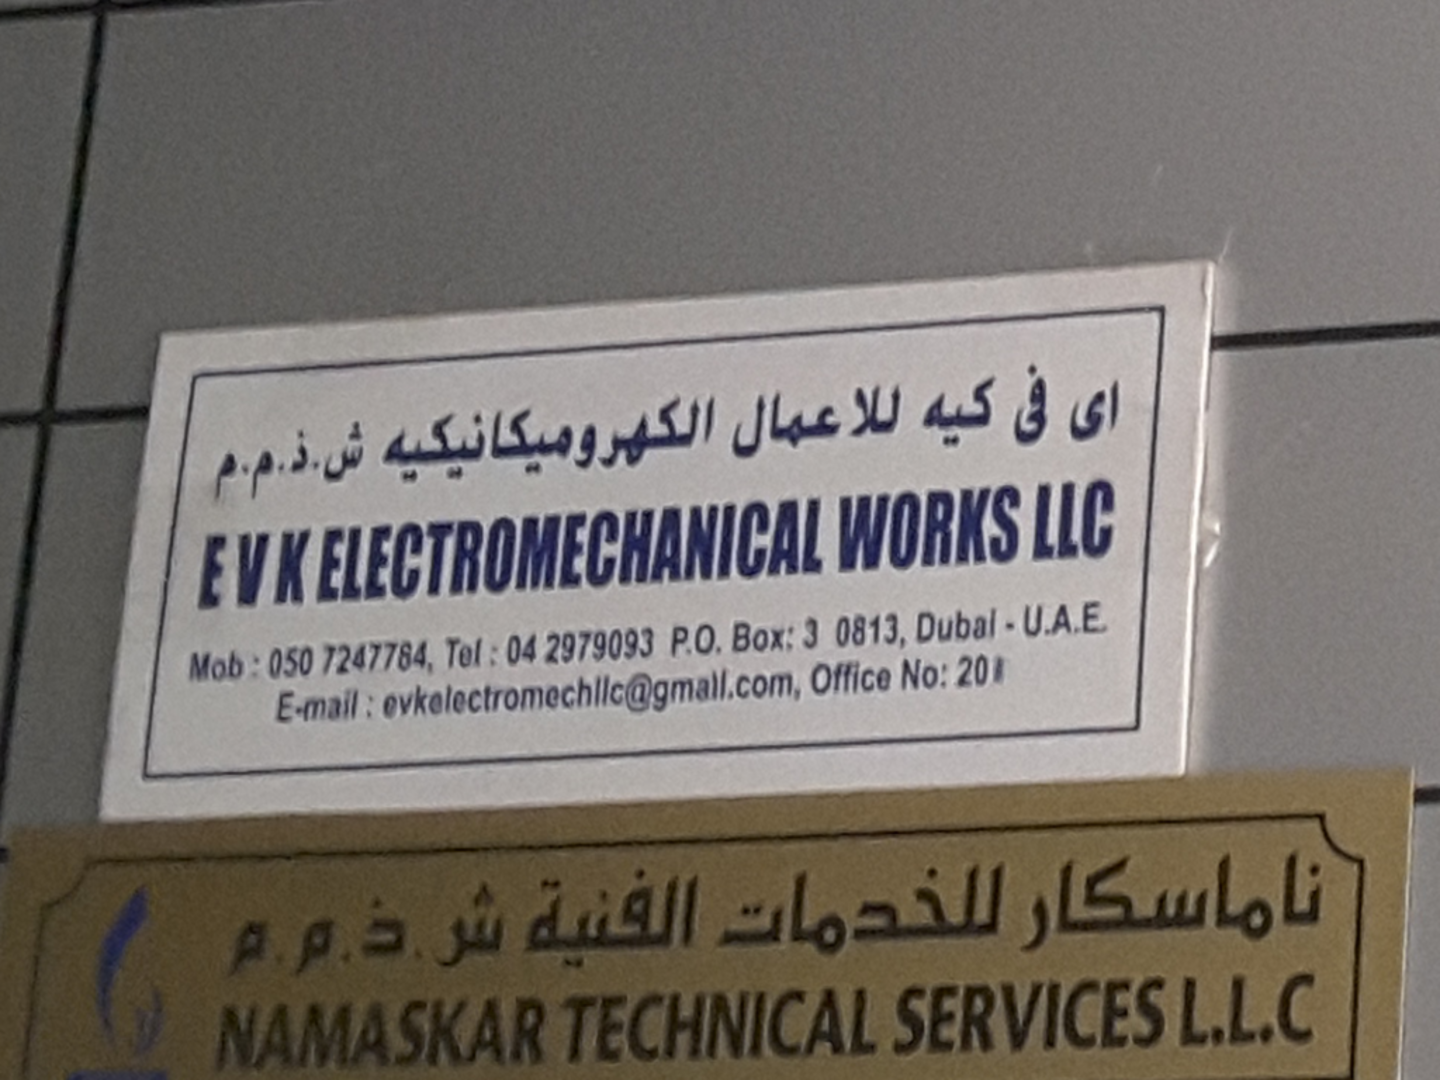 اى فى كيه للاعمال الكهروميكانيكيه ش.ذ.م.م
E V K ELECTROMECHANICAL WORKS LLC
Mob : 050 7247784, Tel : 04 2979093 P.O. Box: 3 0813, Dubai - U.A.E.
E-mail : evkelectromechllc@gmail.com, Office No:
ناماسكار للخدمات الفنية ش.ذ.م.م
NAMASKAR TECHNICAL SERVICES L.L.C